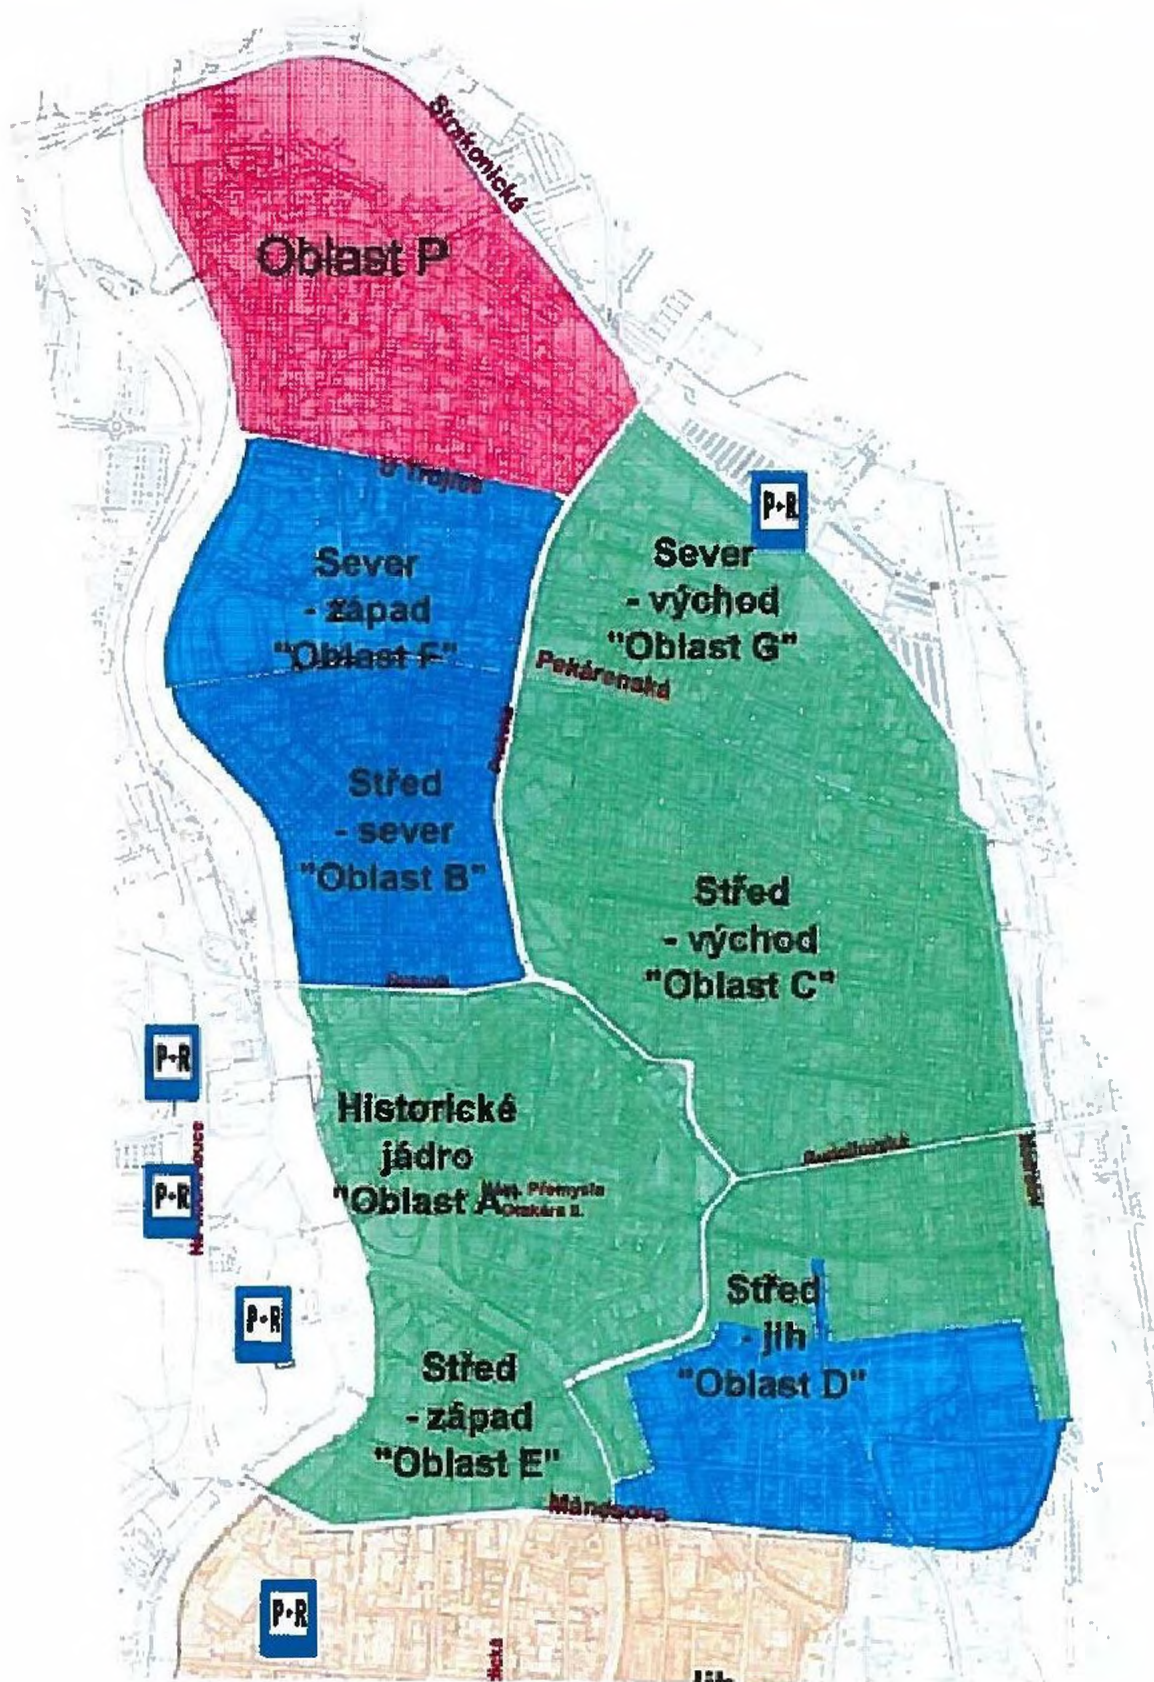 Strakonická
Oblast P
U Trojice
P+R
Sever
- západ
"Oblast F"
Sever
- východ
"Oblast G"
Pekárenská
Střed
- sever
"Oblast B"
Střed
- východ
"Oblast C"
P+R
Historické
jádro
"Oblast A"
Přemysla
Otakara II.
P+R
P+R
Střed
- jih
"Oblast D"
Střed
- západ
"Oblast E"
Mánesova
P+R